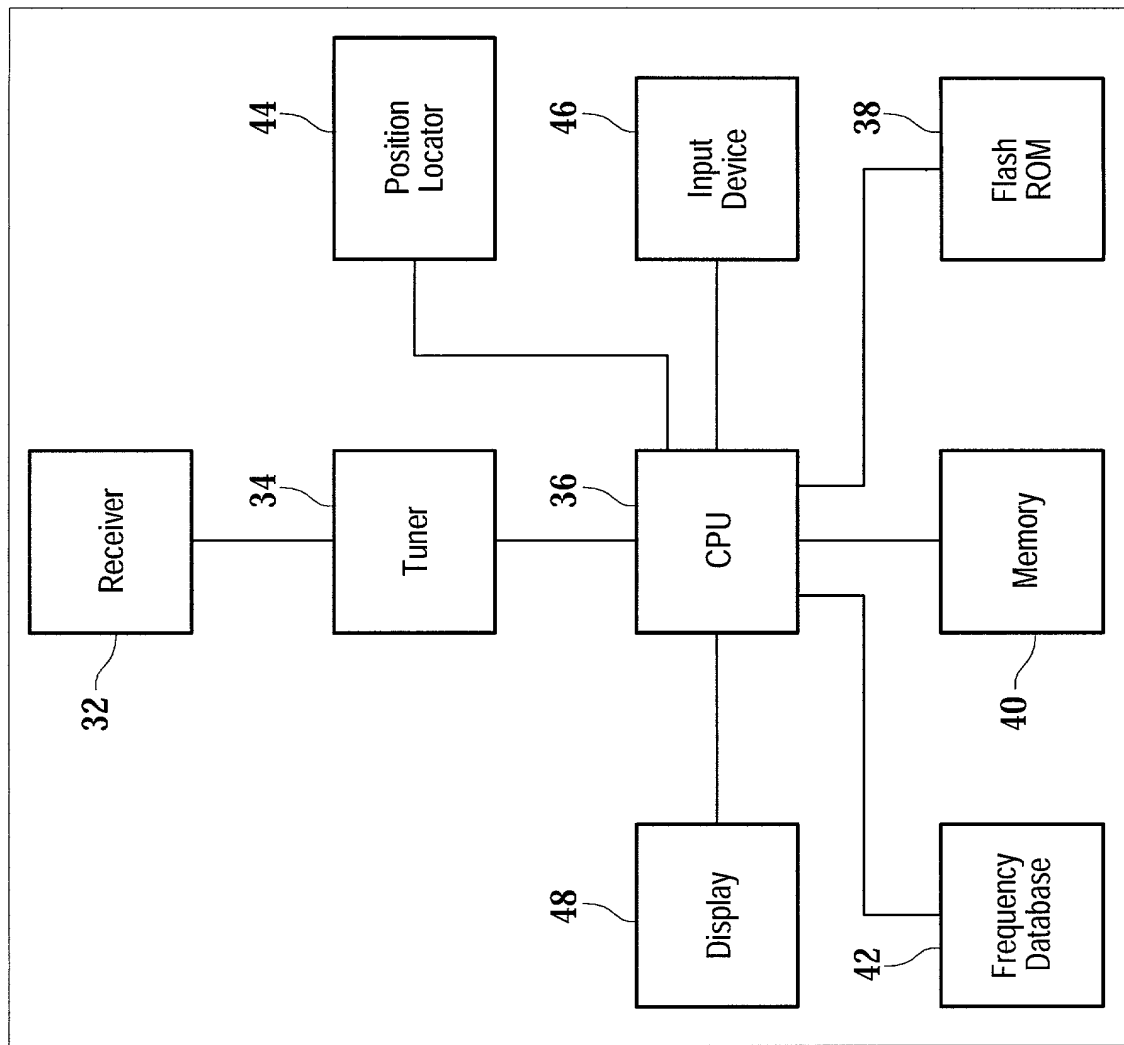 44
Position
Locator
46
Input
Device
38
Flash
ROM
Receiver
32
34
Tuner
36
CPU
Memory
40
48
Display
42
Frequency
Database